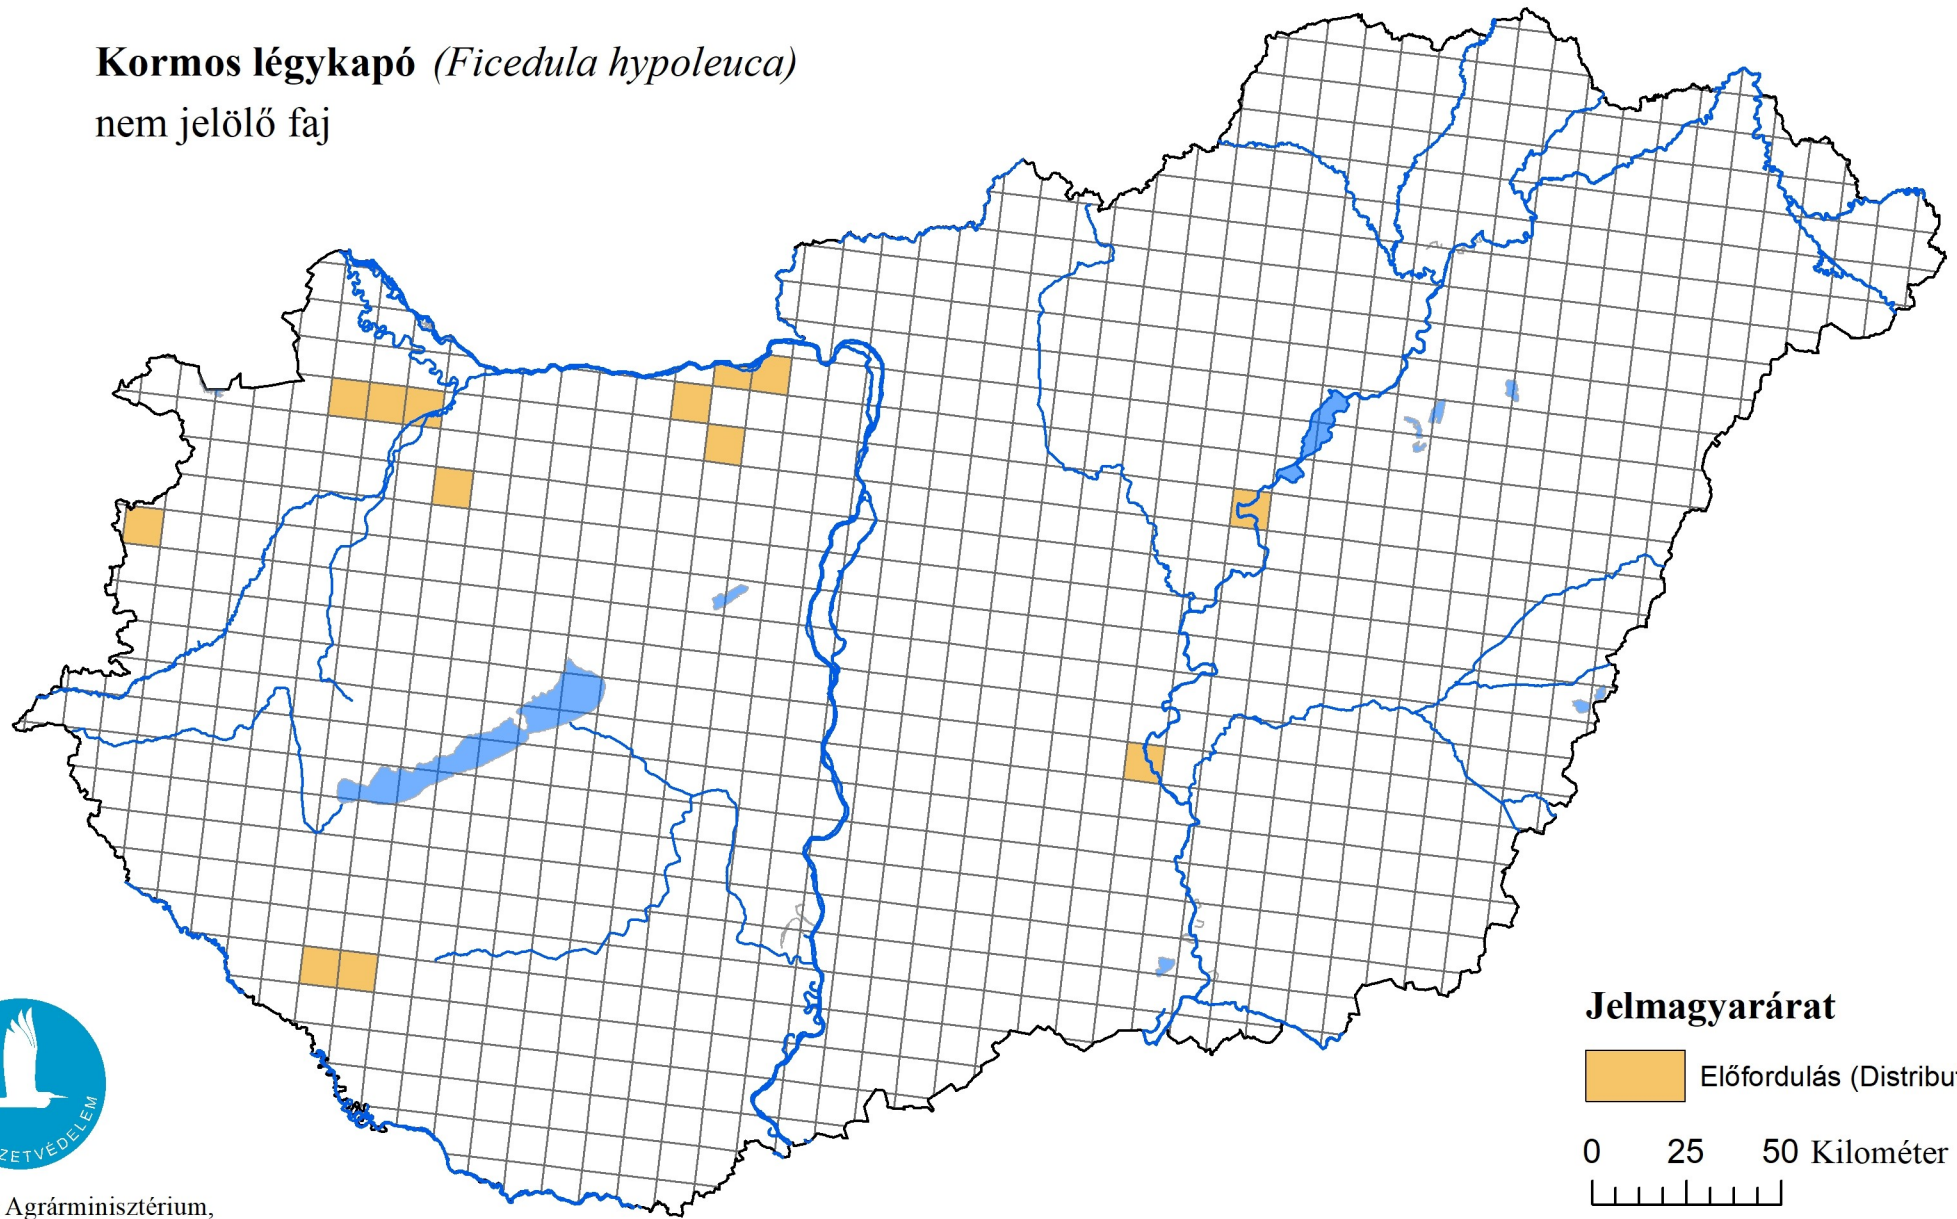 Kormos légykapó (Ficedula hypoleuca)
nem jelölő faj
Jelmagyarárat
Előfordulás (Distribu
0 25 50 Kilométer
ZETVÉDELEM
Agrárminisztérium,